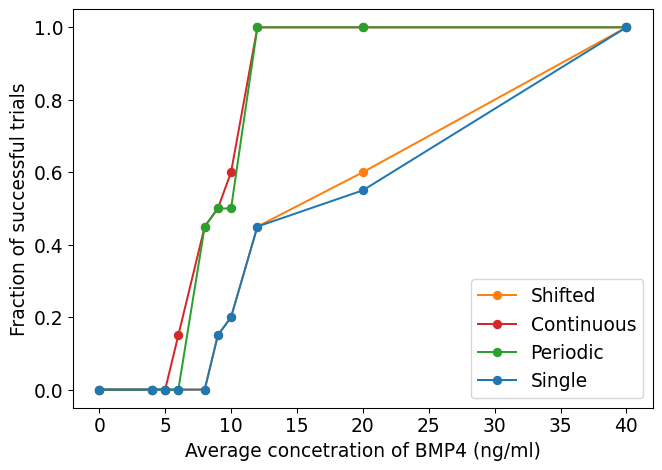 Fraction of successful trials
1.0
0.8
0.6
0.4
0.2
0.0
Shifted
Continuous
Periodic
Single
0 5 10 15 20 25 30 35 40
Average concetration of BMP4 (ng/ml)